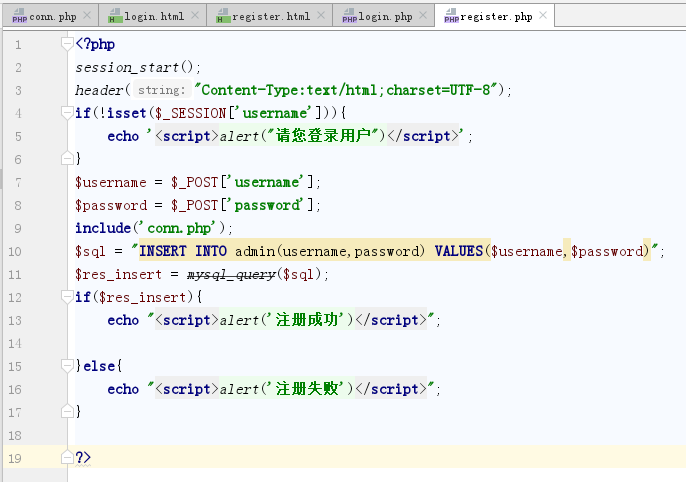 conn.php login.html register.html login.php register.php
1 <?php
2 session_start();
3 header( string: "Content-Type:text/html;charset=UTF-8");
4 if(!isset($_SESSION['username'])){
5 echo '<script>alert("请您登录用户")</script>';
6 }
7 $username = $_POST['username'];
8 $password = $_POST['password'];
9 include('conn.php');
10 $sql = "INSERT INTO admin(username,password) VALUES($username,$password)";
11 $res_insert = mysql_query($sql);
12 if($res_insert){
13 echo "<script>alert('注册成功')</script>";
14
15 }else{
16 echo "<script>alert('注册失败')</script>";
17 }
18
19 ?>